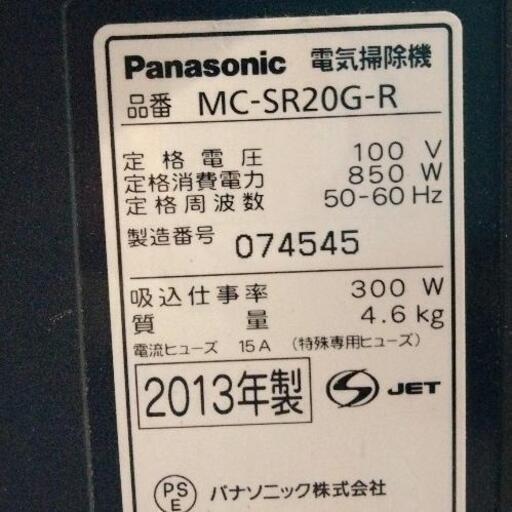 Panasonic 電気掃除機
品番 MC-SR20G-R
定格電圧 100 V
定格消費電力 850 W
定格周波数 50-60 Hz
製造番号 074545
吸込仕事率 300 W
質量 4.6 kg
電流ヒューズ 15A (特殊専用ヒューズ)
2013年製 S JET
PS E パナソニック株式会社